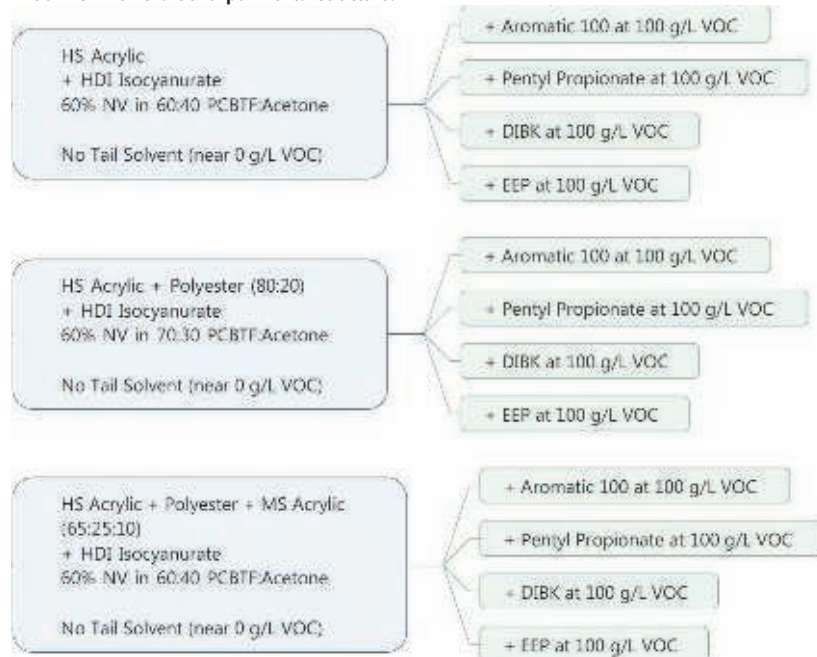 HS Acrylic
+ HDI Isocyanurate
60% NV in 60:40 PCBTF:Acetone
No Tail Solvent (near 0 g/L VOC)
+ Aromatic 100 at 100 g/L VOC
+ Pentyl Propionate at 100 g/L VOC
+ DIBK at 100 g/L VOC
+ EEP at 100 g/L VOC
HS Acrylic + Polyester (80:20)
+ HDI Isocyanurate
60% NV in 70:30 PCBTF:Acetone
No Tail Solvent (near 0 g/L VOC)
+ Aromatic 100 at 100 g/L VOC
+ Pentyl Propionate at 100 g/L VOC
+ DIBK at 100 g/L VOC
+ EEP at 100 g/L VOC
HS Acrylic + Polyester + MS Acrylic
(65:25:10)
+ HDI Isocyanurate
60% NV in 60:40 PCBTF:Acetone
No Tail Solvent (near 0 g/L VOC)
+ Aromatic 100 at 100 g/L VOC
+ Pentyl Propionate at 100 g/L VOC
+ DIBK at 100 g/L VOC
+ EEP at 100 g/L VOC